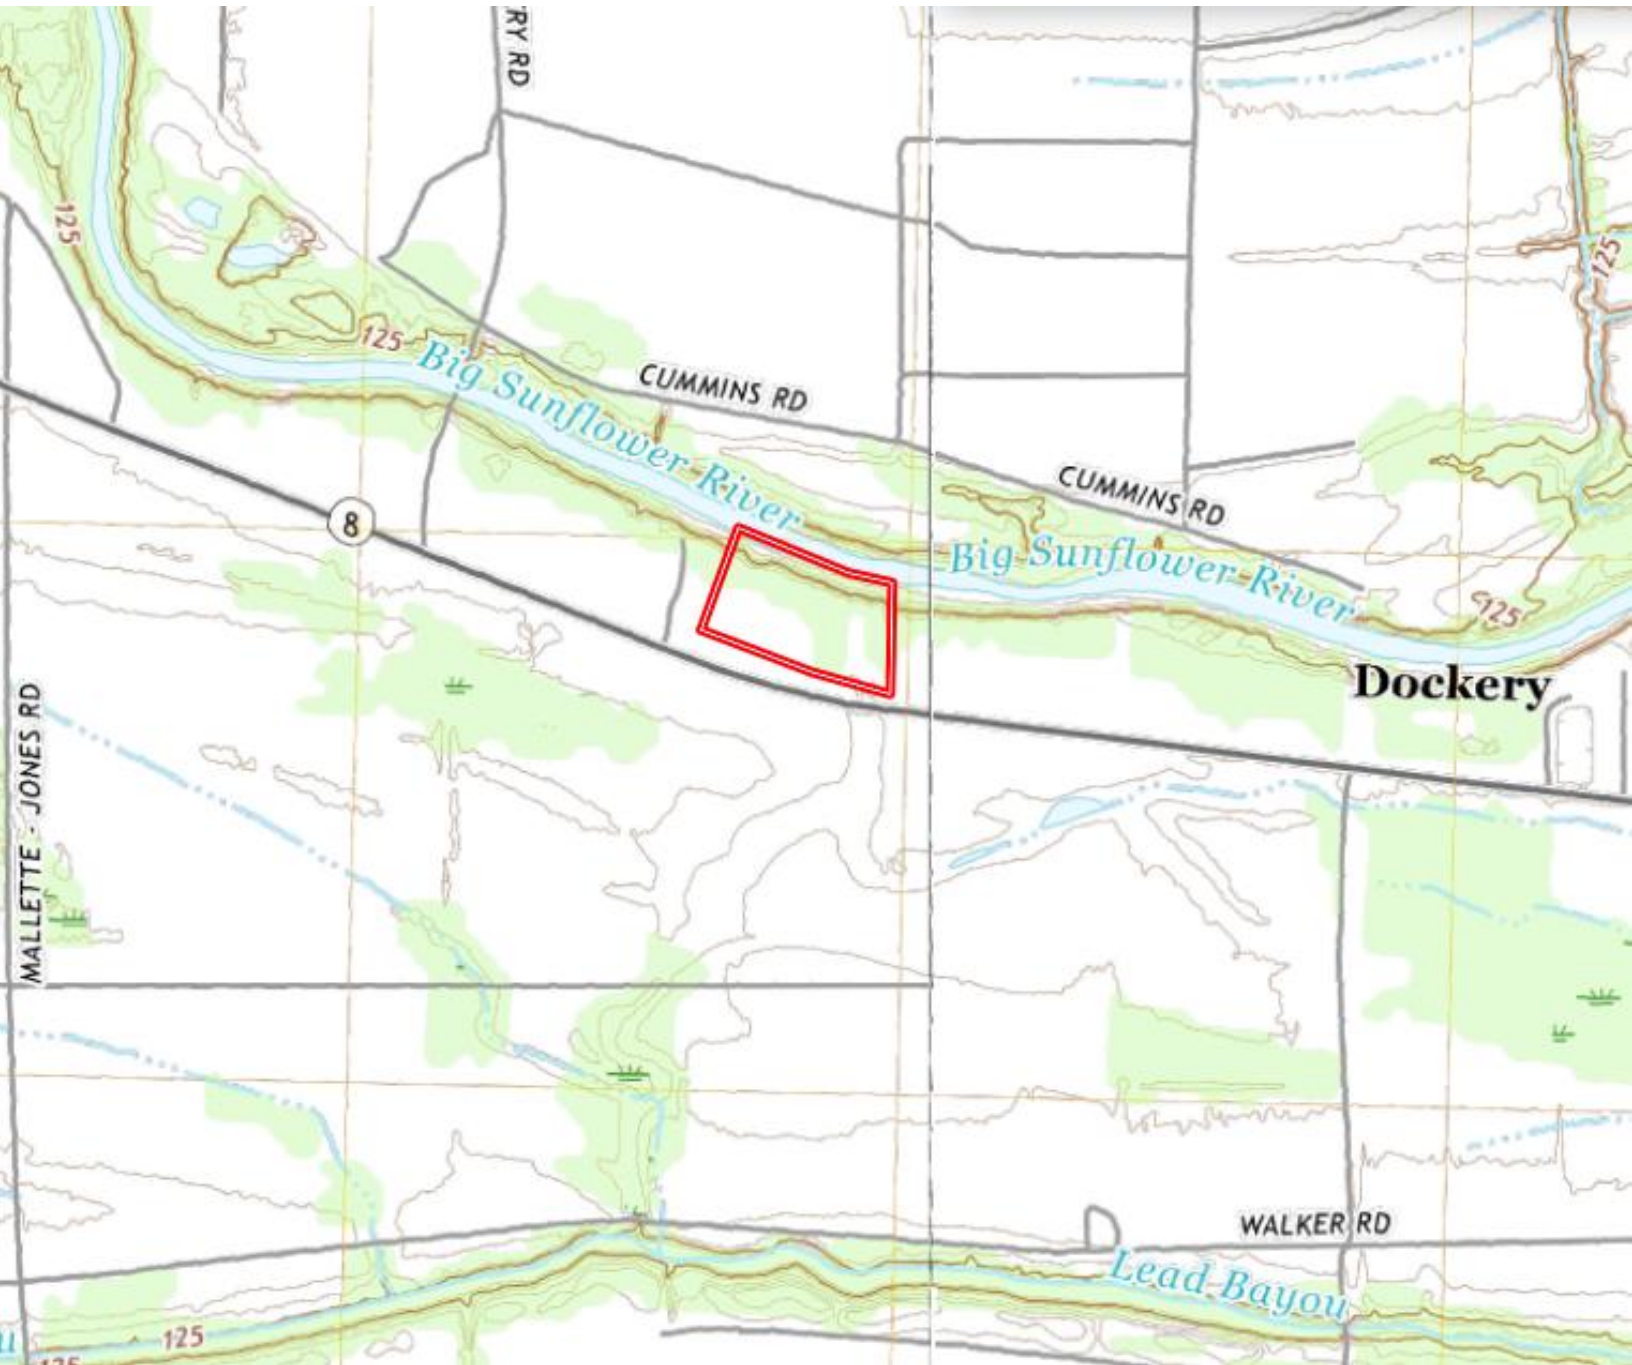 RY RD
125
125
125
Big Sunflower River
CUMMINS RD
CUMMINS RD
8
Big Sunflower River
125
Dockery
MALLETTE - JONES RD
WALKER RD
Lead Bayou
125
u
125